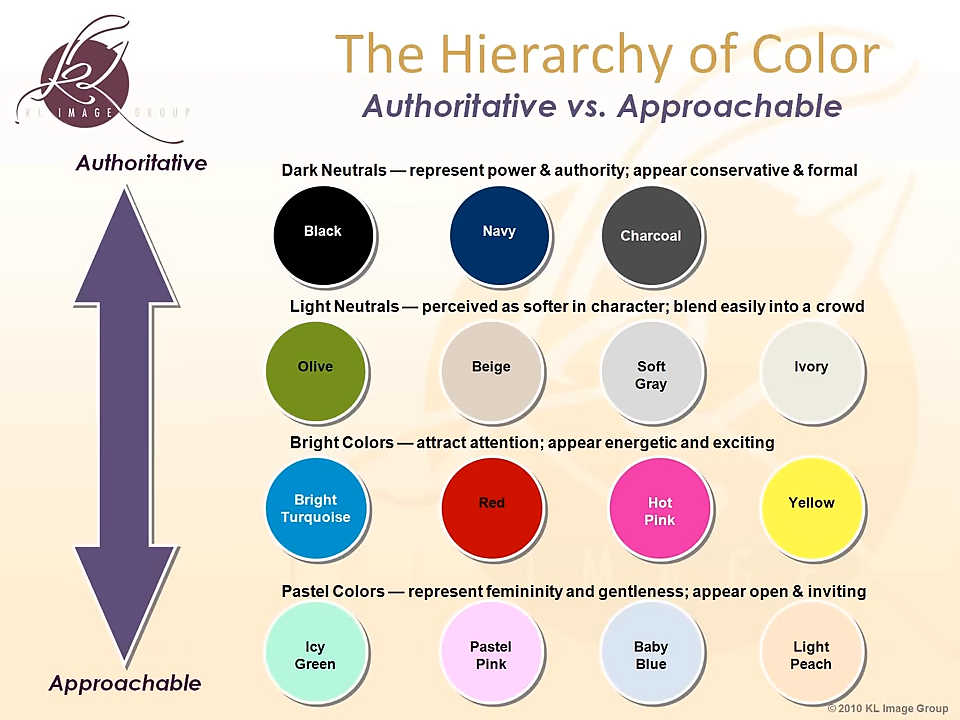 The Hierarchy of Color
Authoritative vs. Approachable
KL IMAGE GROUP
Authoritative
Dark Neutrals — represent power & authority; appear conservative & formal
Black
Navy
Charcoal
Light Neutrals — perceived as softer in character; blend easily into a crowd
Olive
Beige
Soft
Gray
Ivory
Bright Colors — attract attention; appear energetic and exciting
Bright
Turquoise
Red
Hot
Pink
Yellow
Pastel Colors — represent femininity and gentleness; appear open & inviting
Icy
Green
Pastel
Pink
Baby
Blue
Light
Peach
Approachable
© 2010 KL Image Group